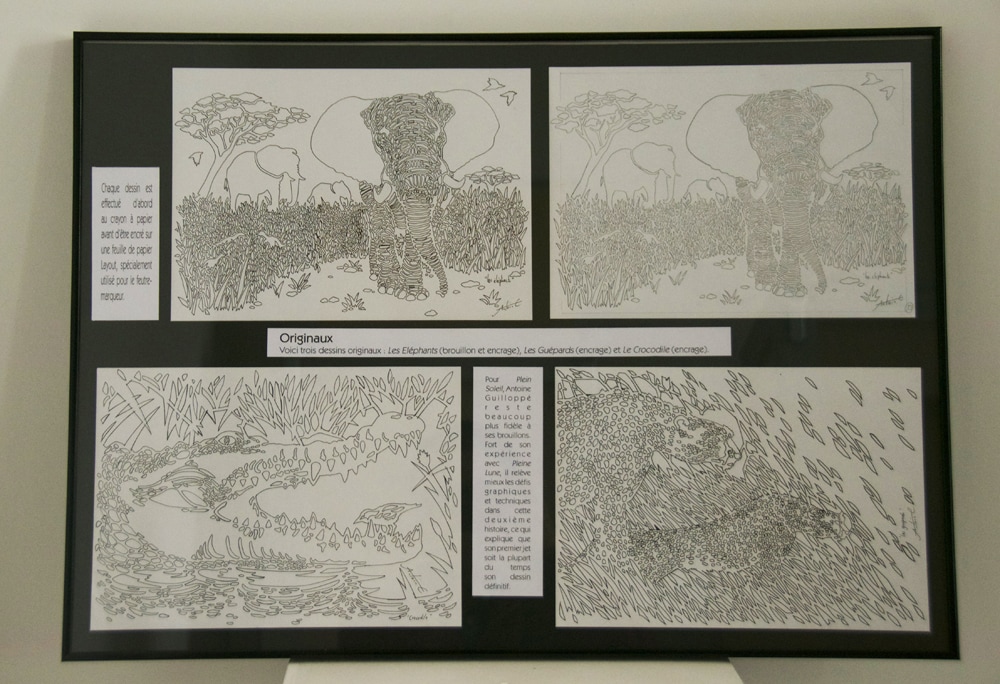 Chaque dessin est
effectué d'abord
au crayon à papier
avant d'être encré sur
une feuille de papier
Layout, spécialement
utilisé pour le feutre-
marqueur.
les éléphants
les éléphants
Originaux
Voici trois dessins originaux : Les Eléphants (brouillon et encrage), Les Guépards (encrage) et Le Crocodile (encrage).
Pour Plein
Soleil, Antoine
Guilloppé
reste
beaucoup
plus fidèle à
ses brouillons.
Fort de son
expérience
avec Pleine
Lune, il relève
mieux les défis
graphiques
et techniques
dans cette
deuxième
histoire, ce qui
explique que
son premier jet
soit la plupart
du temps
son dessin
définitif.